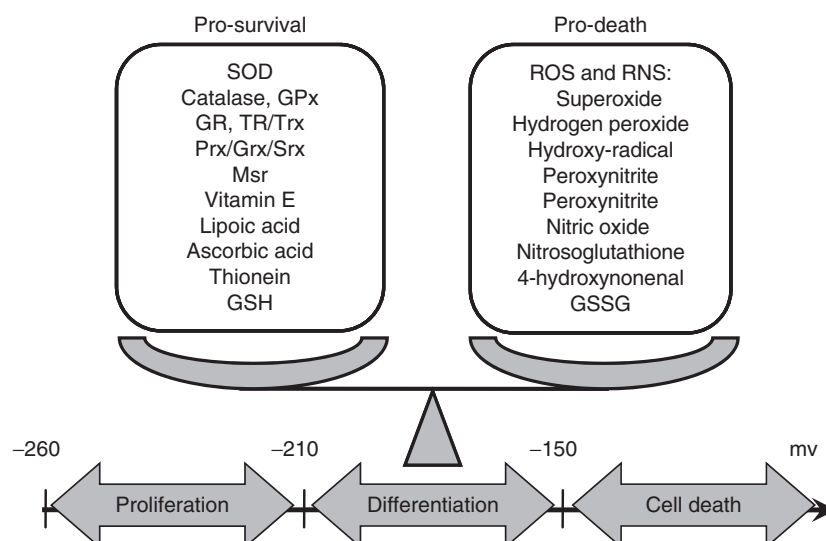 Pro-survival
SOD
Catalase, GPx
GR, TR/Trx
Prx/Grx/Srx
Msr
Vitamin E
Lipoic acid
Ascorbic acid
Thionein
GSH
Pro-death
ROS and RNS:
Superoxide
Hydrogen peroxide
Hydroxy-radical
Peroxynitrite
Peroxynitrite
Nitric oxide
Nitrosoglutathione
4-hydroxynonenal
GSSG
−260 −210 −150 mv
Proliferation Differentiation Cell death